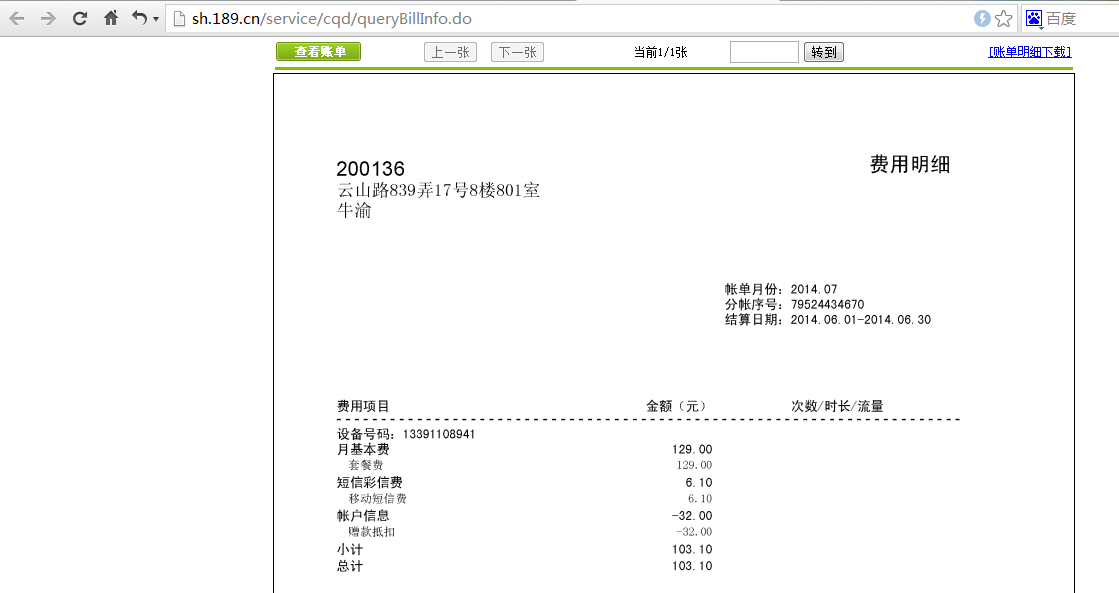 sh.189.cn/service/cqd/queryBillInfo.do 百度
查看账单 上一张 下一张 当前1/1张 转到 [账单明细下载]
200136 费用明细
云山路839弄17号8楼801室
牛渝
帐单月份：2014.07
分帐序号：79524434670
结算日期：2014.06.01-2014.06.30
费用项目 金额（元） 次数/时长/流量
设备号码：13391108941
月基本费 129.00
套餐费 129.00
短信彩信费 6.10
移动短信费 6.10
帐户信息 -32.00
赠款抵扣 -32.00
小计 103.10
总计 103.10